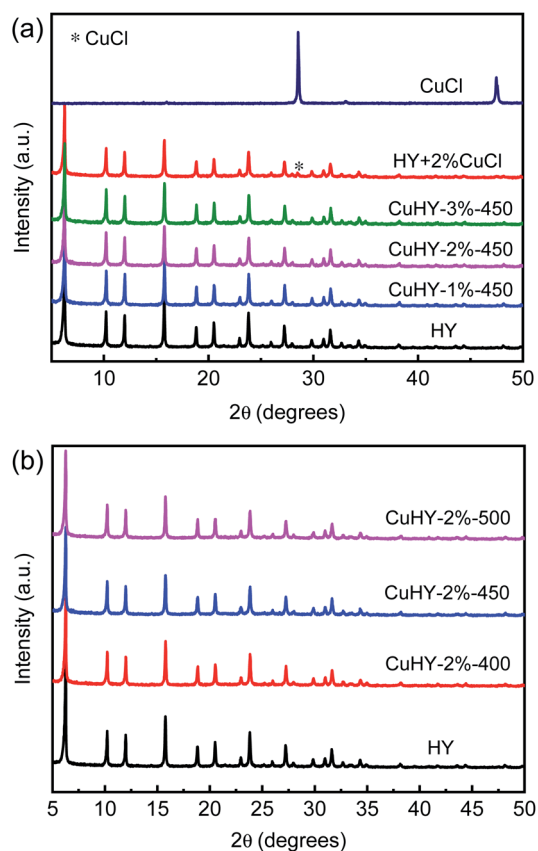 (a)
* CuCl
CuCl
*
HY+2%CuCl
CuHY-3%-450
CuHY-2%-450
CuHY-1%-450
HY
Intensity (a.u.)
10 20 30 40 50
2θ (degrees)
(b)
CuHY-2%-500
CuHY-2%-450
CuHY-2%-400
HY
Intensity (a.u.)
5 10 15 20 25 30 35 40 45 50
2θ (degrees)